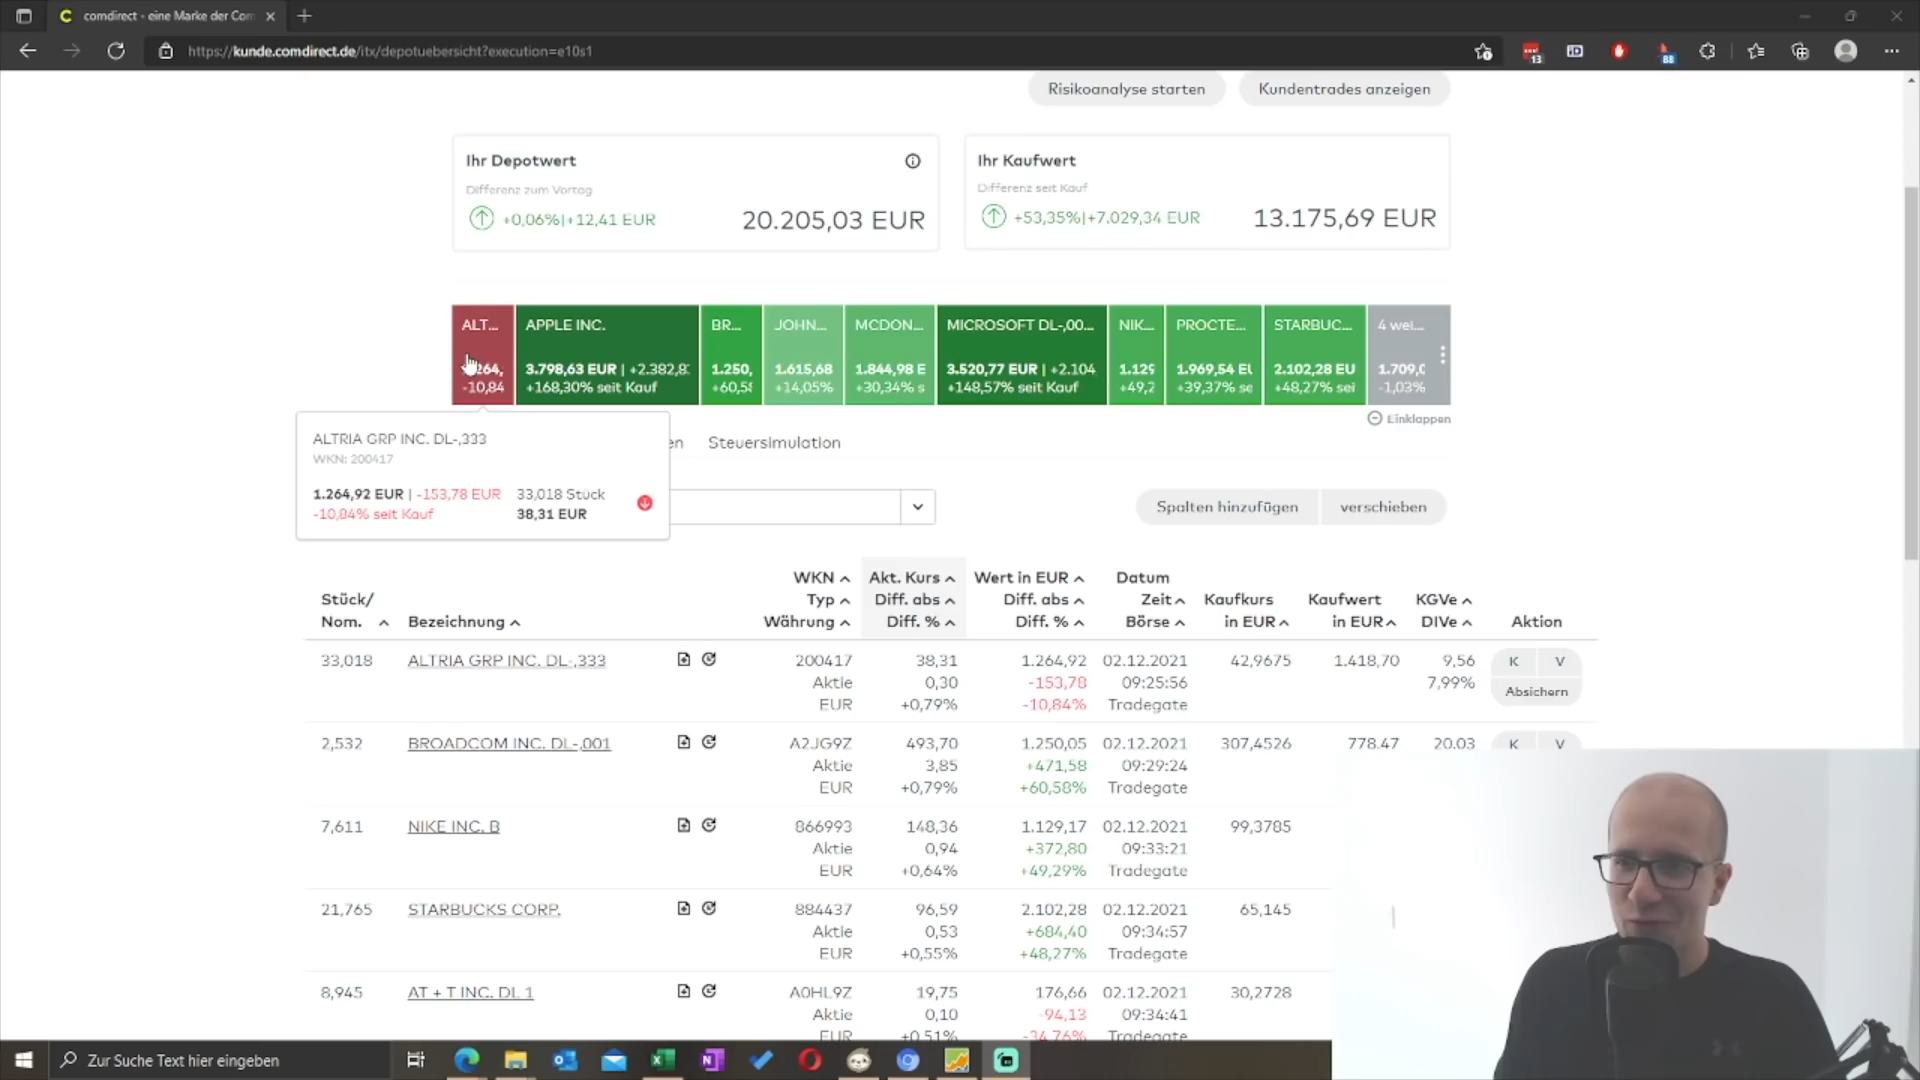 comdirect - eine Marke der Com
https://kunde.comdirect.de/itx/depotuebersicht?execution=e10s1
13
88
Risikoanalyse starten
Kundentrades anzeigen
Ihr Depotwert
Differenz zum Vortag
+0,06%|+12,41 EUR
20.205,03 EUR
Ihr Kaufwert
Differenz seit Kauf
+53,35%|+7.029,34 EUR
13.175,69 EUR
ALT... APPLE INC. BR... JOHN... MCDON... MICROSOFT DL-,00... NIK... PROCTE... STARBUC... 4 wei...
264, 3.798,63 EUR | +2.382,8 1.250, 1.615,68 1.844,98 E 3.520,77 EUR | +2.104 1.129 1.969,54 EU 2.102,28 EU 1.709,0
-10,84 +168,30% seit Kauf +60,5 +14,05% +30,34% s +148,57% seit Kauf +49,2 +39,37% se +48,27% sei -1,03%
Einklappen
ALTRIA GRP INC. DL-,333
WKN: 200417
1.264,92 EUR | -153,78 EUR 33,018 Stück
-10,84% seit Kauf 38,31 EUR
en Steuersimulation
Spalten hinzufügen verschieben
WKN Akt. Kurs Wert in EUR Datum
Stück/ Typ Diff. abs Diff. abs Zeit Kaufkurs Kaufwert KGVe
Nom. Bezeichnung Währung Diff. % Diff. % Börse in EUR in EUR DIVe Aktion
33,018 ALTRIA GRP INC. DL-,333 200417 38,31 1.264,92 02.12.2021 42,9675 1.418,70 9,56 K V
Aktie 0,30 -153,78 09:25:56 7,99%
Absichern
EUR +0,79% -10,84% Tradegate
2,532 BROADCOM INC. DL-,001 A2JG9Z 493,70 1.250,05 02.12.2021 307,4526 778,47 20,03 K V
Aktie 3,85 +471,58 09:29:24
EUR +0,79% +60,58% Tradegate
7,611 NIKE INC. B 866993 148,36 1.129,17 02.12.2021 99,3785
Aktie 0,94 +372,80 09:33:21
EUR +0,64% +49,29% Tradegate
21,765 STARBUCKS CORP. 884437 96,59 2.102,28 02.12.2021 65,145
Aktie 0,53 +684,40 09:34:57
EUR +0,55% +48,27% Tradegate
8,945 AT + T INC. DL 1 A0HL9Z 19,75 176,66 02.12.2021 30,2728
Aktie 0,10 -94,13 09:34:41
EUR +0,51% -34,76% Tradegate
Zur Suche Text hier eingeben